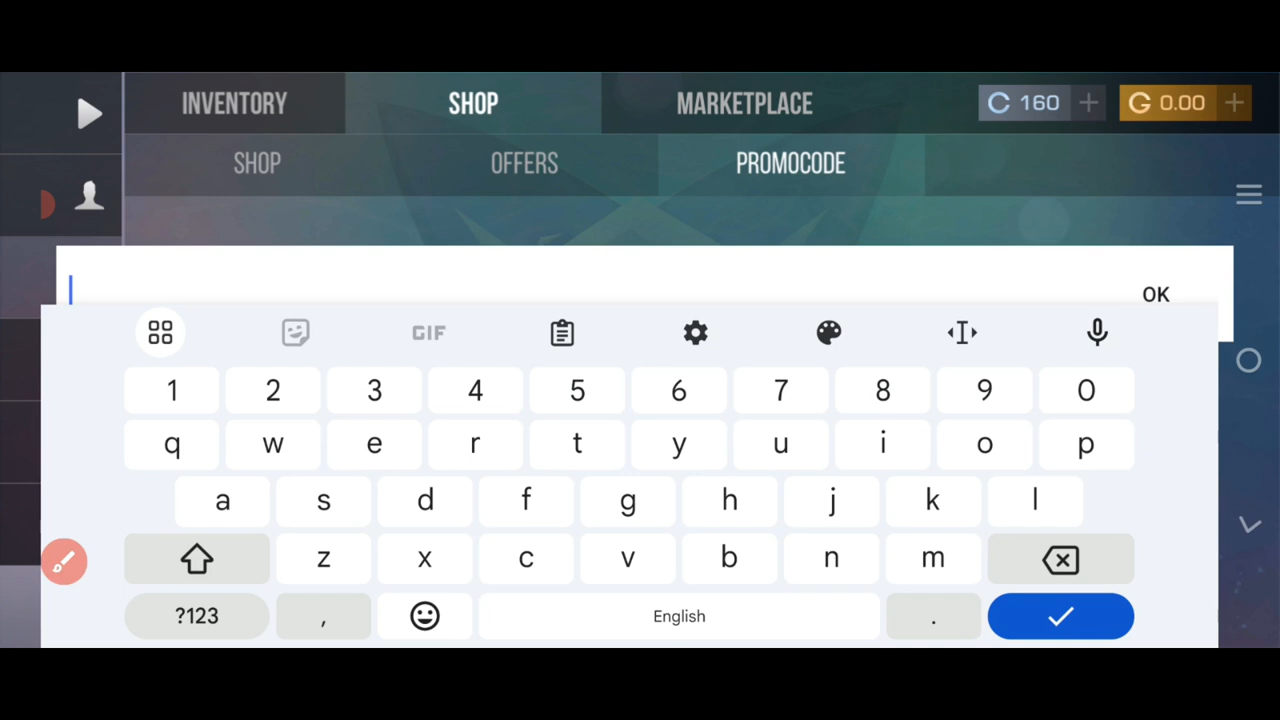 INVENTORY SHOP MARKETPLACE C 160 + G 0.00 +
SHOP OFFERS PROMOCODE
OK
GIF
1 2 3 4 5 6 7 8 9 0
q w e r t y u i o p
a s d f g h j k l
z x c v b n m
?123 , English .